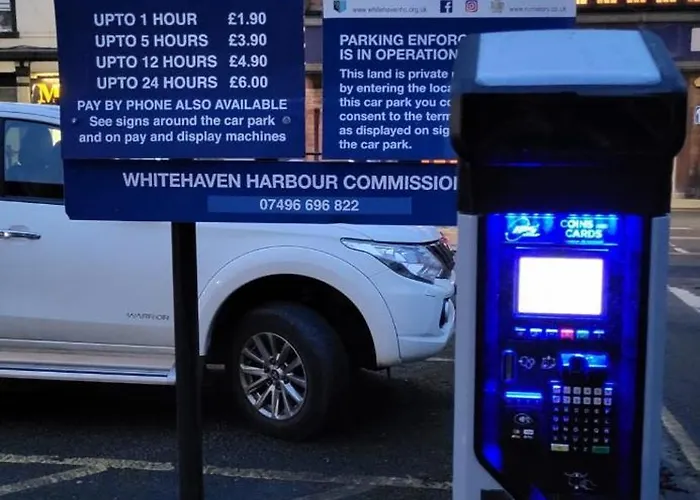 UPTO 1 HOUR £1.90
UPTO 5 HOURS £3.90
UPTO 12 HOURS £4.90
UPTO 24 HOURS £6.00
PAY BY PHONE ALSO AVAILABLE
See signs around the car park
and on pay and display machines
www.whitehavenhc.org.uk
PARKING ENFORC
IS IN OPERATION
This land is private
by entering the loca
this car park you co
consent to the term
as displayed on sig
the car park.
WHITEHAVEN HARBOUR COMMISSION
07496 696 822
WARRIOR
COINS
CARDS